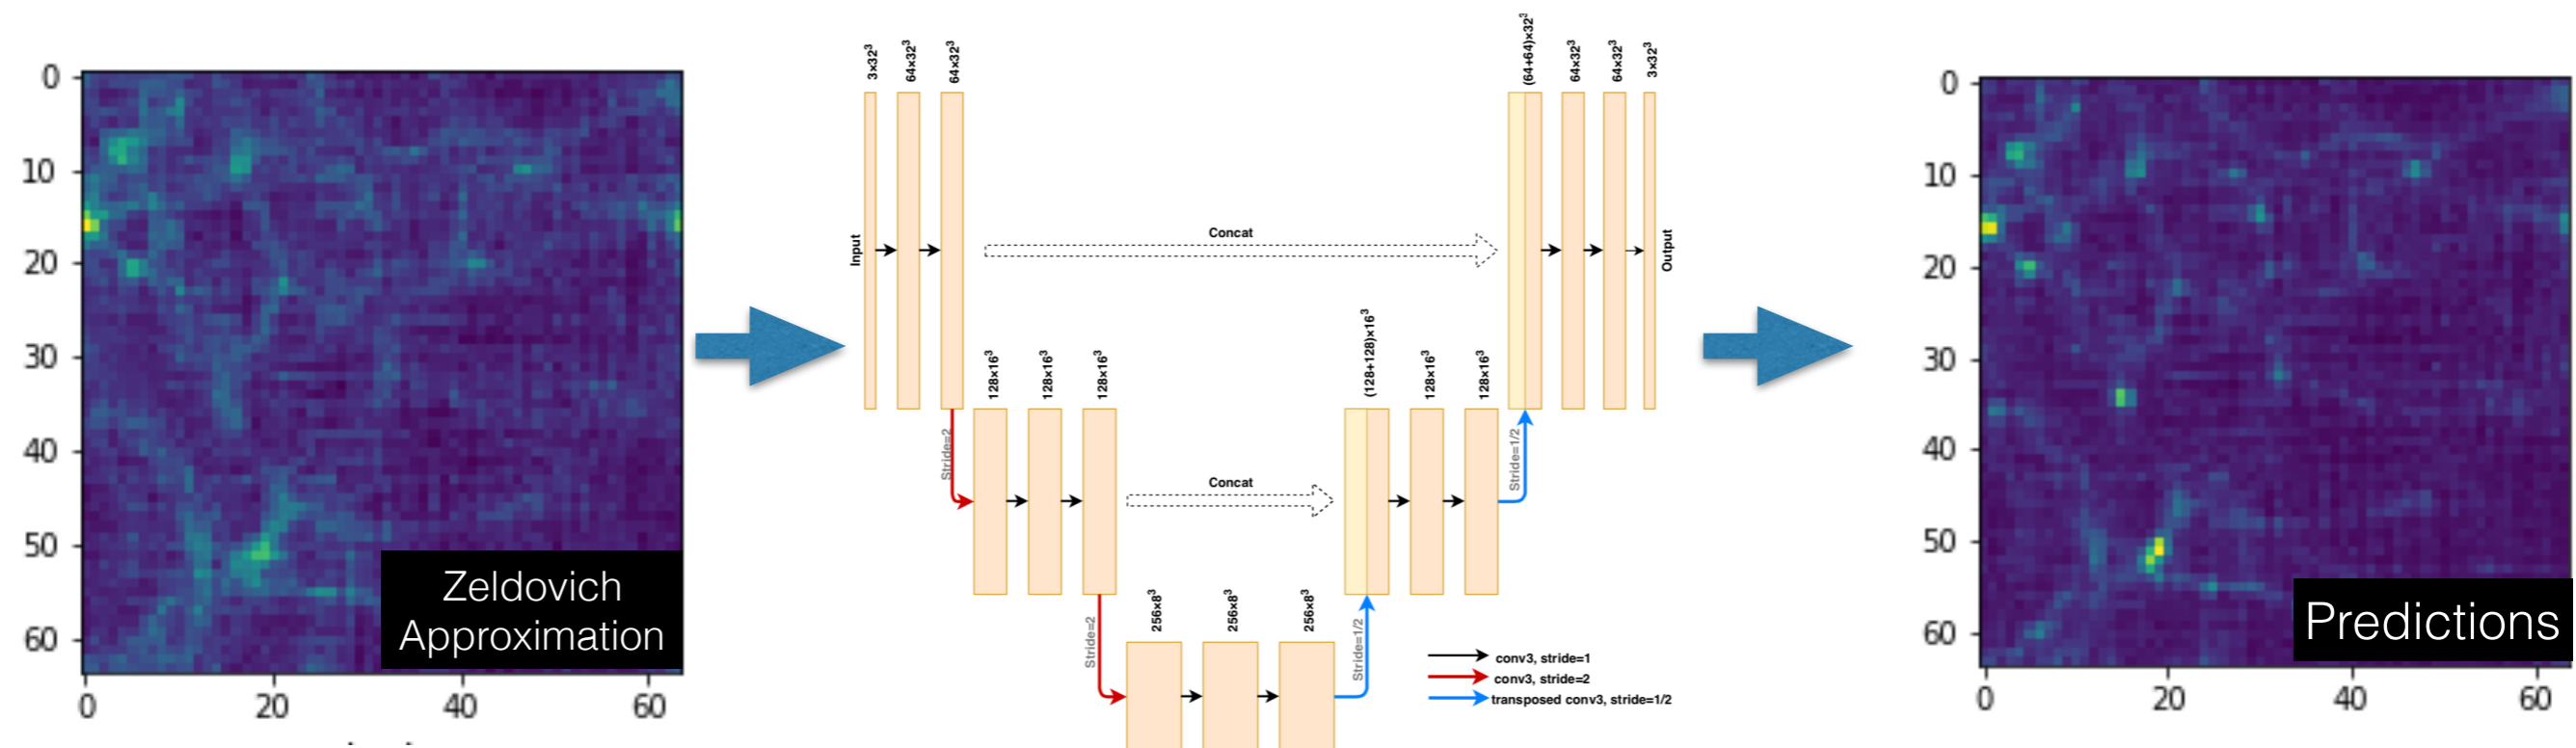 0
10
20
30
40
50
60
0
20
40
60
Zeldovich
Approximation
Input
3×32³
64×32³
64×32³
Concat
(64+64)×32³
64×32³
64×32³
3×32³
Output
Stride=2
128×16³
128×16³
128×16³
Concat
(128+128)×16³
128×16³
128×16³
Stride=1/2
Stride=2
256×8³
256×8³
256×8³
Stride=1/2
conv3, stride=1
conv3, stride=2
transposed conv3, stride=1/2
0
10
20
30
40
50
60
0
20
40
60
Predictions